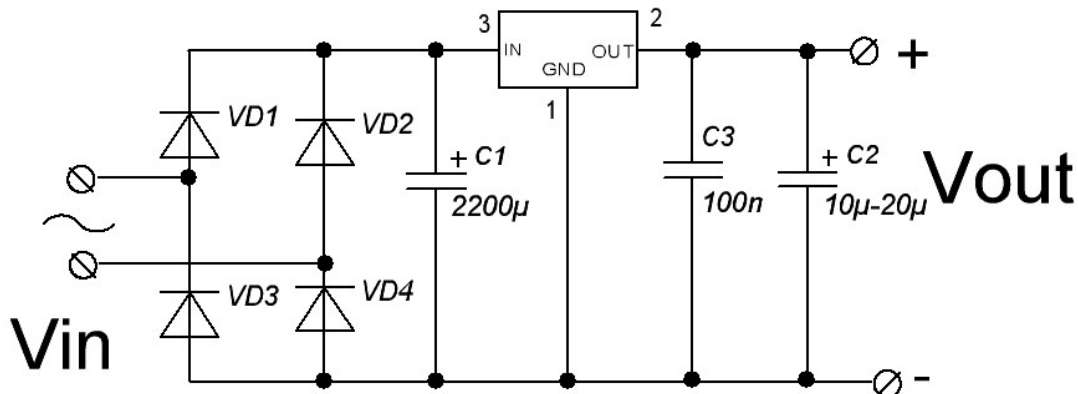 3
2
IN
OUT
GND
1
+
VD1
VD2
+ C1
2200µ
C3
100n
+ C2
10µ-20µ
Vout
VD3
VD4
Vin
-